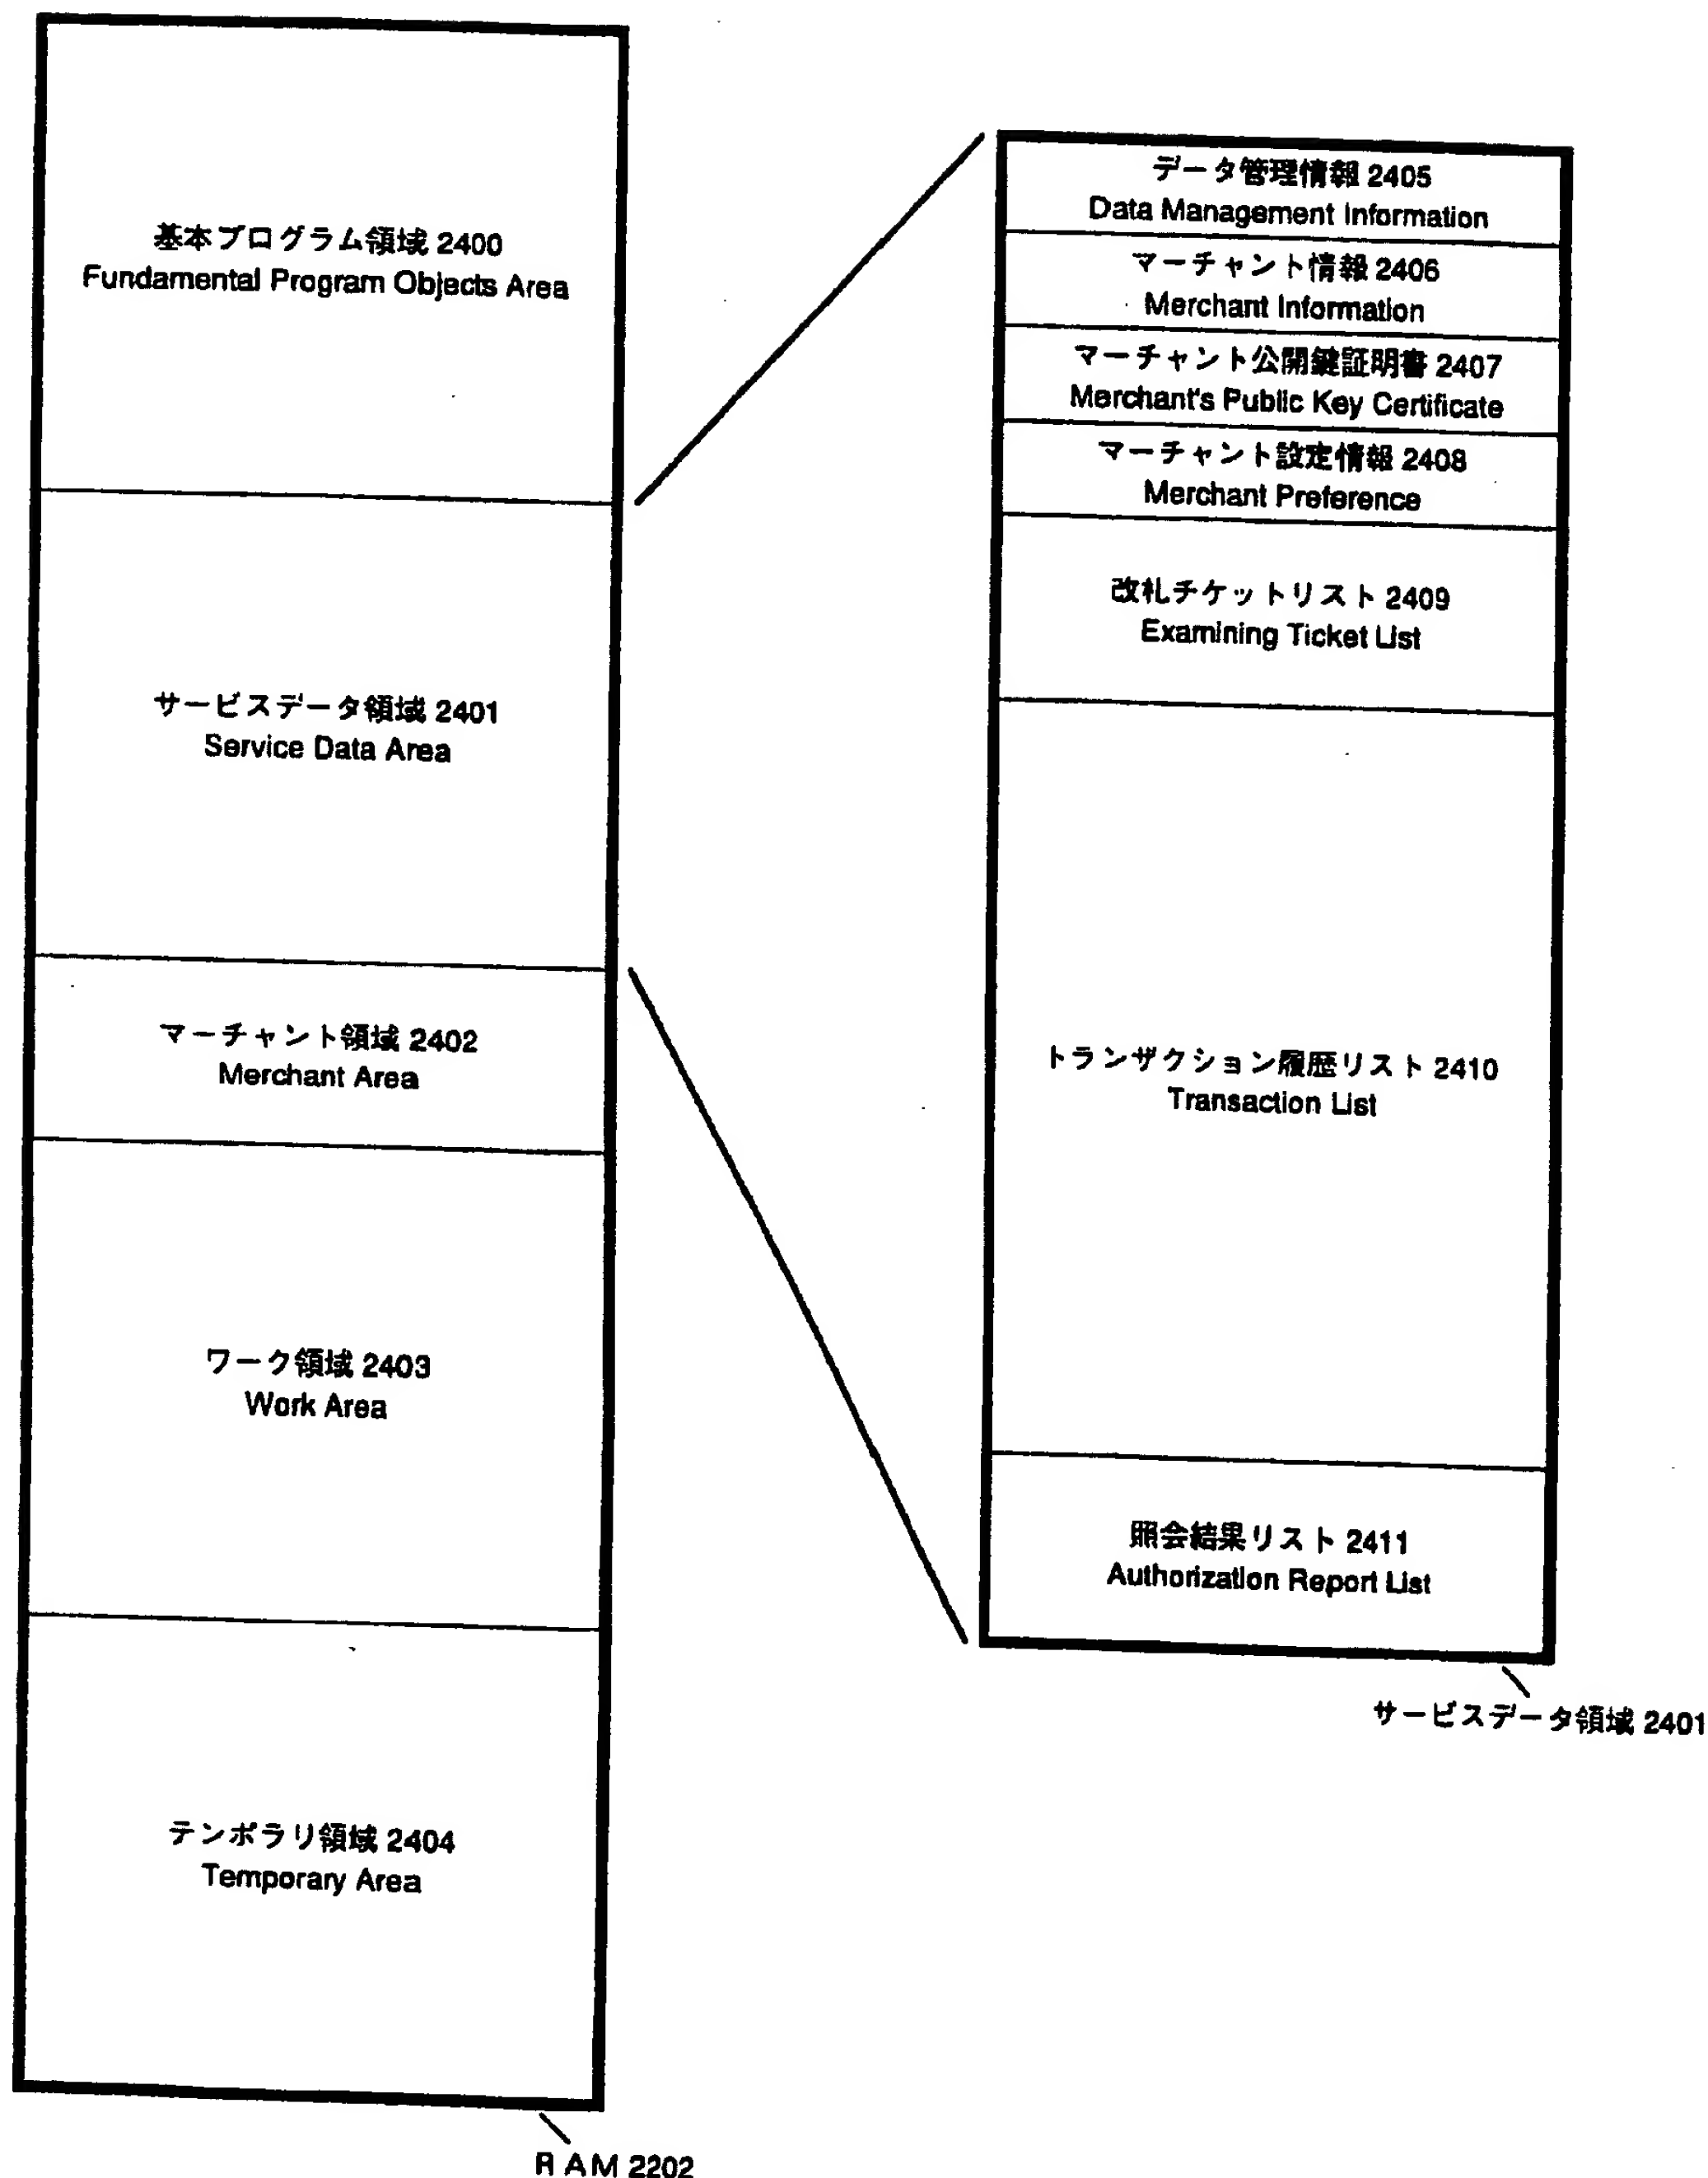 基本プログラム領域 2400
Fundamental Program Objects Area
サービスデータ領域 2401
Service Data Area
マーチャント領域 2402
Merchant Area
ワーク領域 2403
Work Area
テンポラリ領域 2404
Temporary Area
RAM 2202
データ管理情報 2405
Data Management Information
マーチャント情報 2406
Merchant Information
マーチャント公開鍵証明書 2407
Merchant's Public Key Certificate
マーチャント設定情報 2408
Merchant Preference
改札チケットリスト 2409
Examining Ticket List
トランザクション履歴リスト 2410
Transaction List
照会結果リスト 2411
Authorization Report List
サービスデータ領域 2401